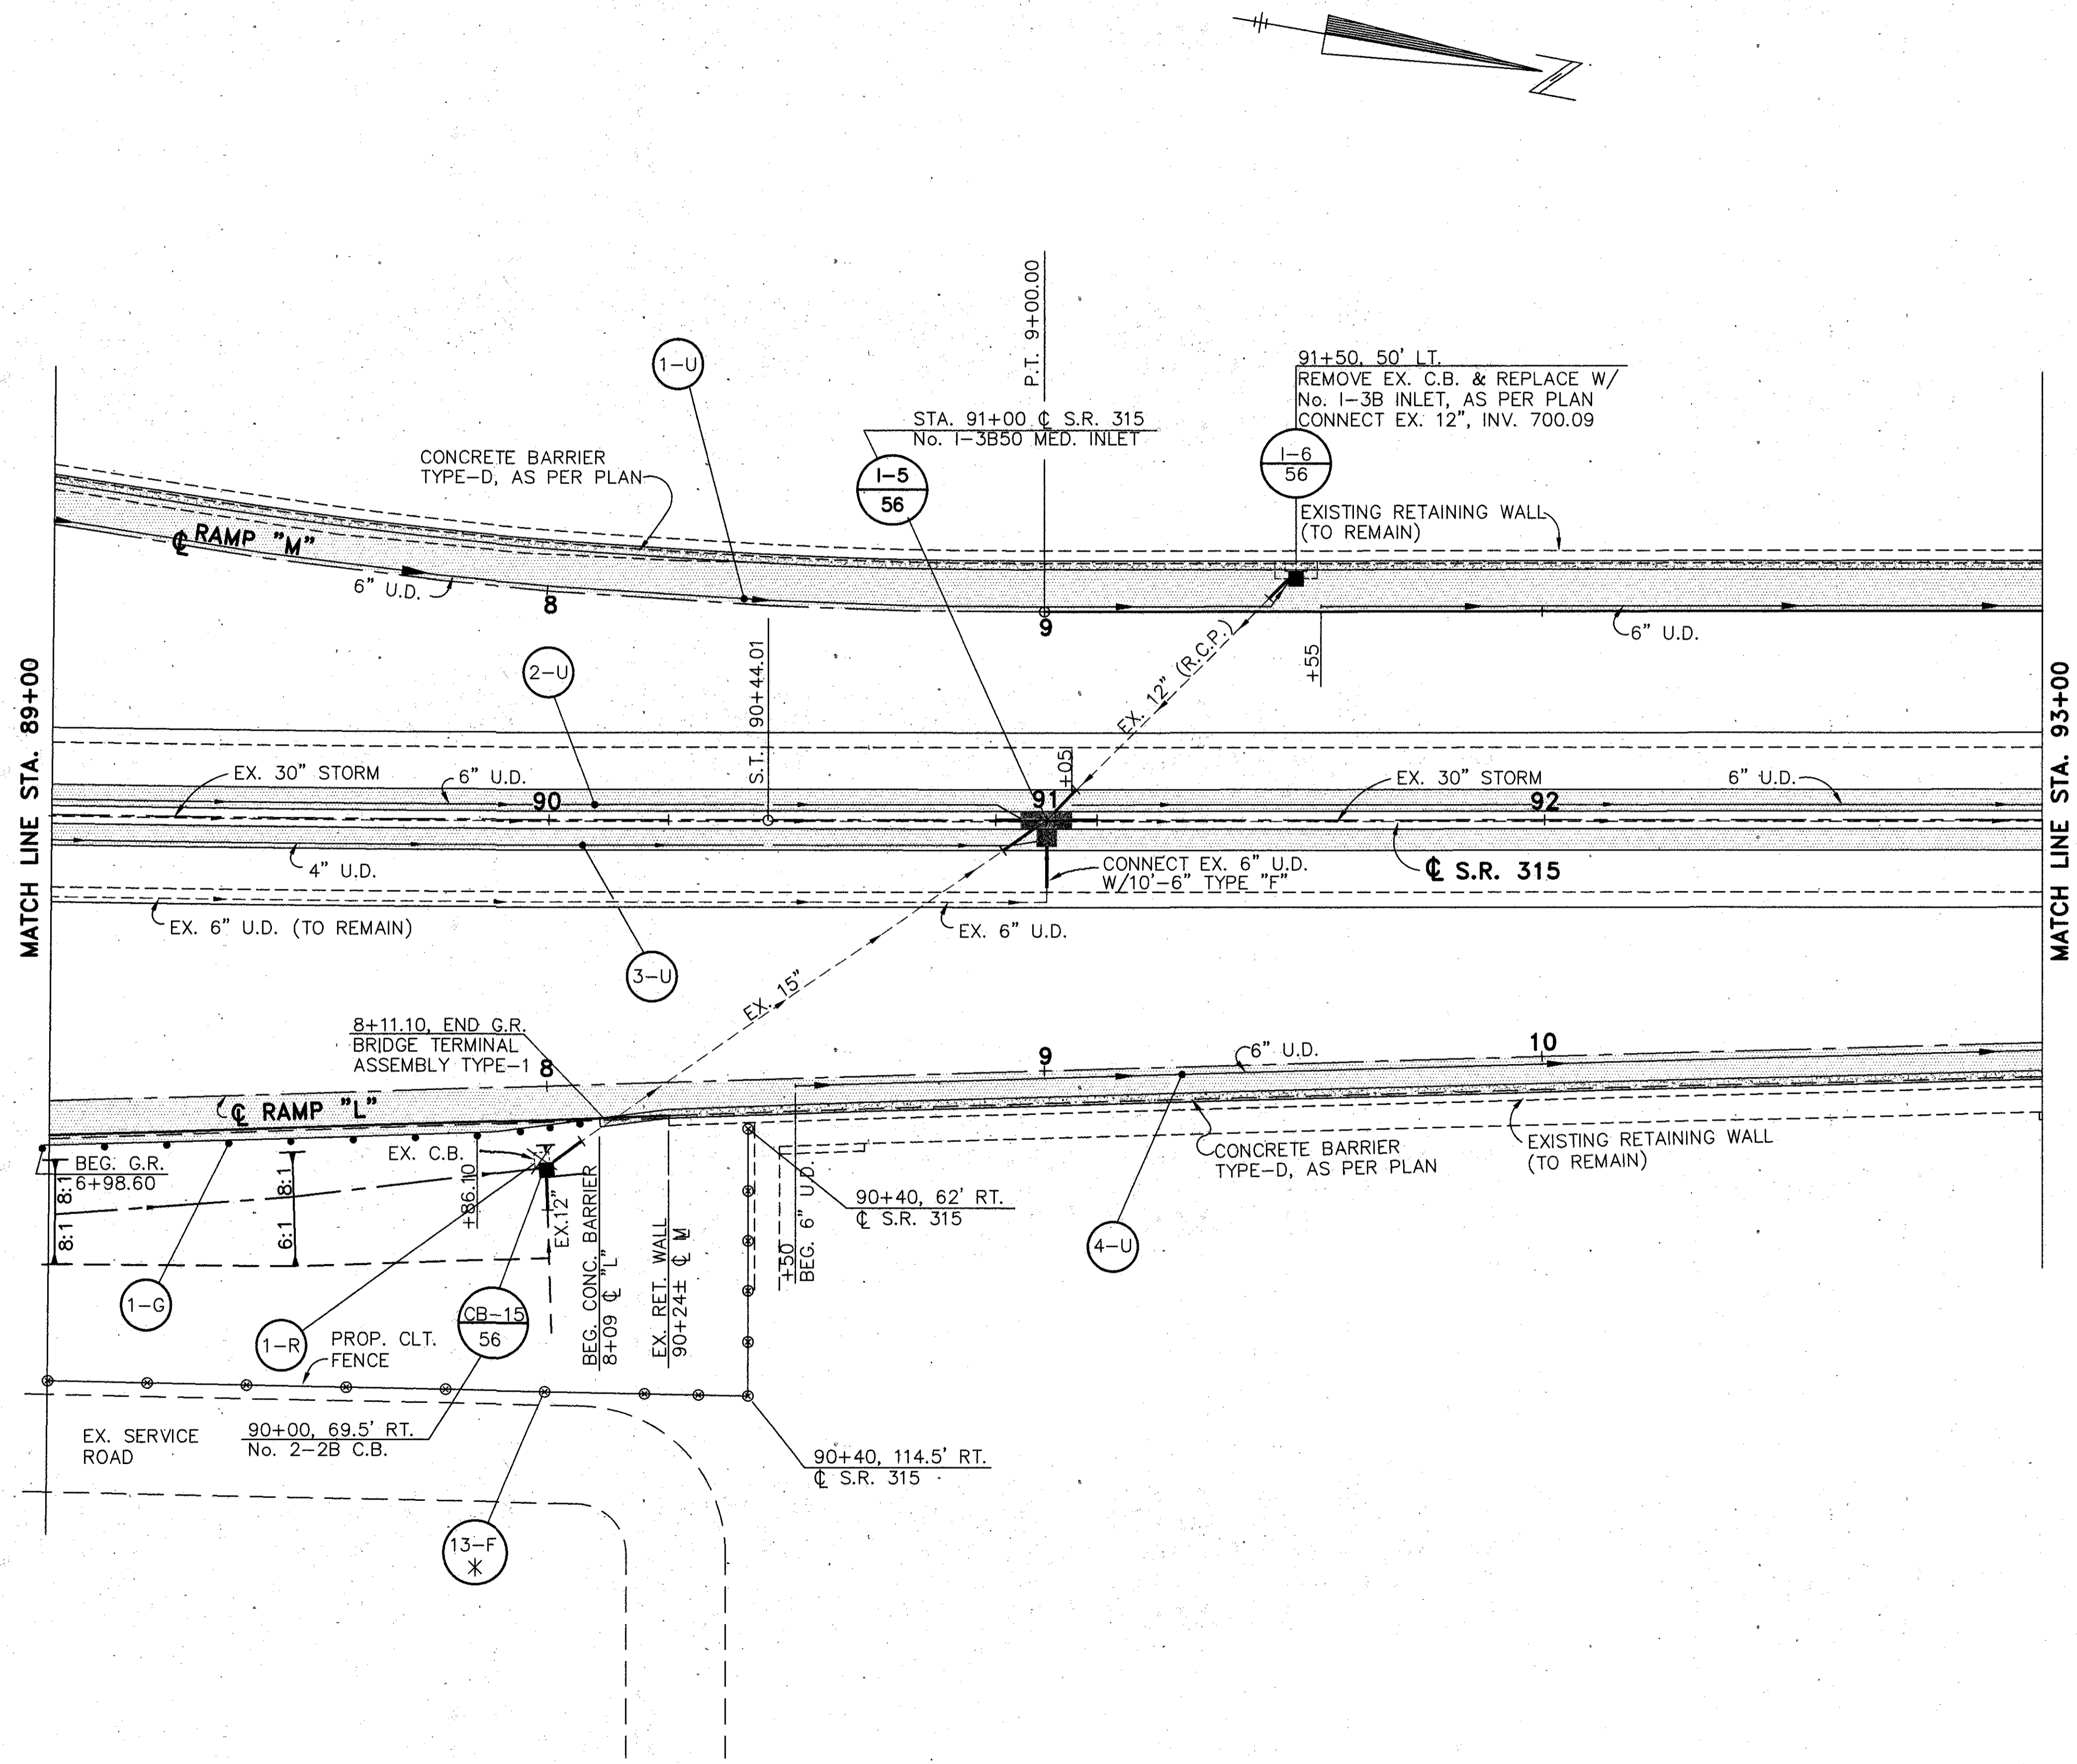 N
P.T. 9+00.00
1-U
91+50, 50' LT.
REMOVE EX. C.B. & REPLACE W/
No. I-3B INLET, AS PER PLAN
CONNECT EX. 12", INV. 700.09
STA. 91+00 ℄ S.R. 315
No. I-3B50 MED. INLET
I-6
56
CONCRETE BARRIER
TYPE-D, AS PER PLAN
I-5
56
EXISTING RETAINING WALL
(TO REMAIN)
℄ RAMP "M"
6" U.D.
8
9
6" U.D.
+55
EX. 12" (R.C.P.)
2-U
S.T. 90+44.01
MATCH LINE STA. 89+00
MATCH LINE STA. 93+00
EX. 30" STORM
6" U.D.
+05
EX. 30" STORM
6" U.D.
90
91
92
4" U.D.
CONNECT EX. 6" U.D.
W/10'-6" TYPE "F"
℄ S.R. 315
EX. 6" U.D. (TO REMAIN)
EX. 6" U.D.
3-U
EX. 15"
8+11.10, END G.R.
BRIDGE TERMINAL
ASSEMBLY TYPE-1
8
9
10
6" U.D.
℄ RAMP "L"
EX. C.B.
BEG. G.R.
6+98.60
8:1
8:1
8:1
6:1
+86.10
EX.12"
BEG. CONC. BARRIER
8+09 ℄ "L"
EX. RET. WALL
90+24± ℄ M
+50
BEG. 6" U.D.
90+40, 62' RT.
℄ S.R. 315
CONCRETE BARRIER
TYPE-D, AS PER PLAN
EXISTING RETAINING WALL
(TO REMAIN)
4-U
1-G
1-R
CB-15
56
PROP. CLT.
FENCE
EX. SERVICE
ROAD
90+00, 69.5' RT.
No. 2-2B C.B.
90+40, 114.5' RT.
℄ S.R. 315
13-F
*